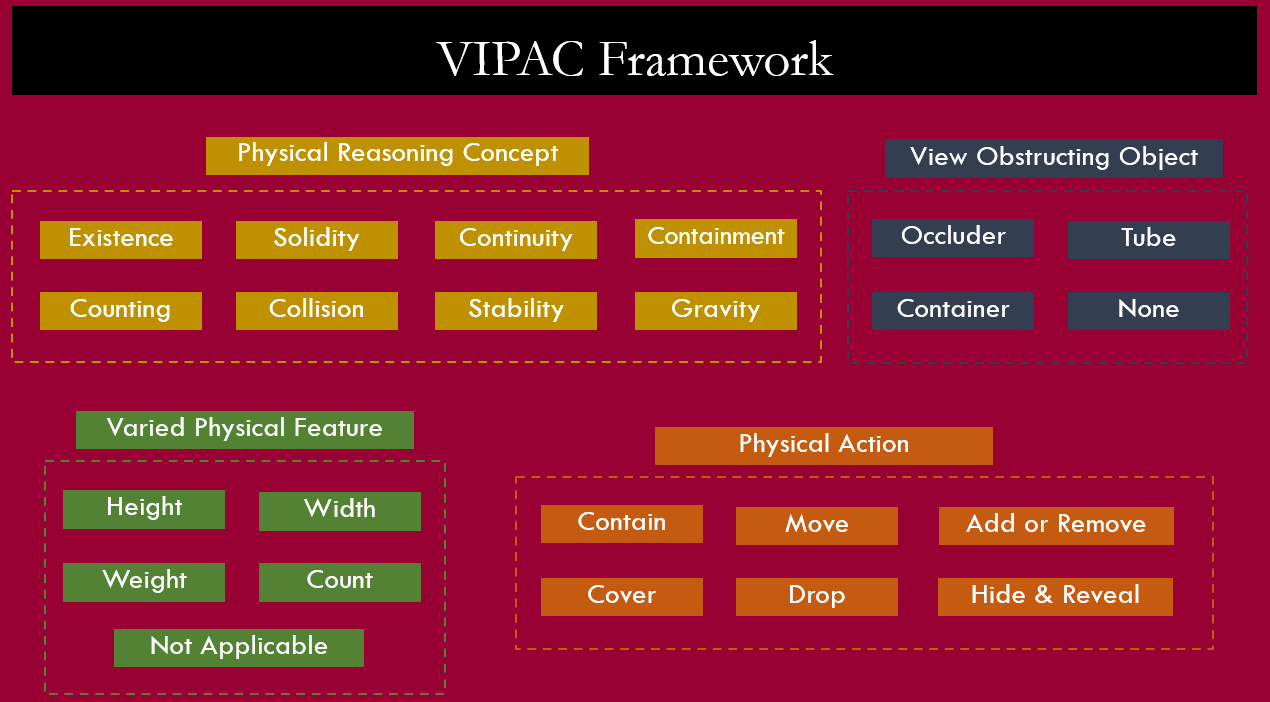 VIPAC Framework
Physical Reasoning Concept
Existence
Solidity
Continuity
Containment
Counting
Collision
Stability
Gravity
View Obstructing Object
Occluder
Tube
Container
None
Varied Physical Feature
Height
Width
Weight
Count
Not Applicable
Physical Action
Contain
Move
Add or Remove
Cover
Drop
Hide & Reveal